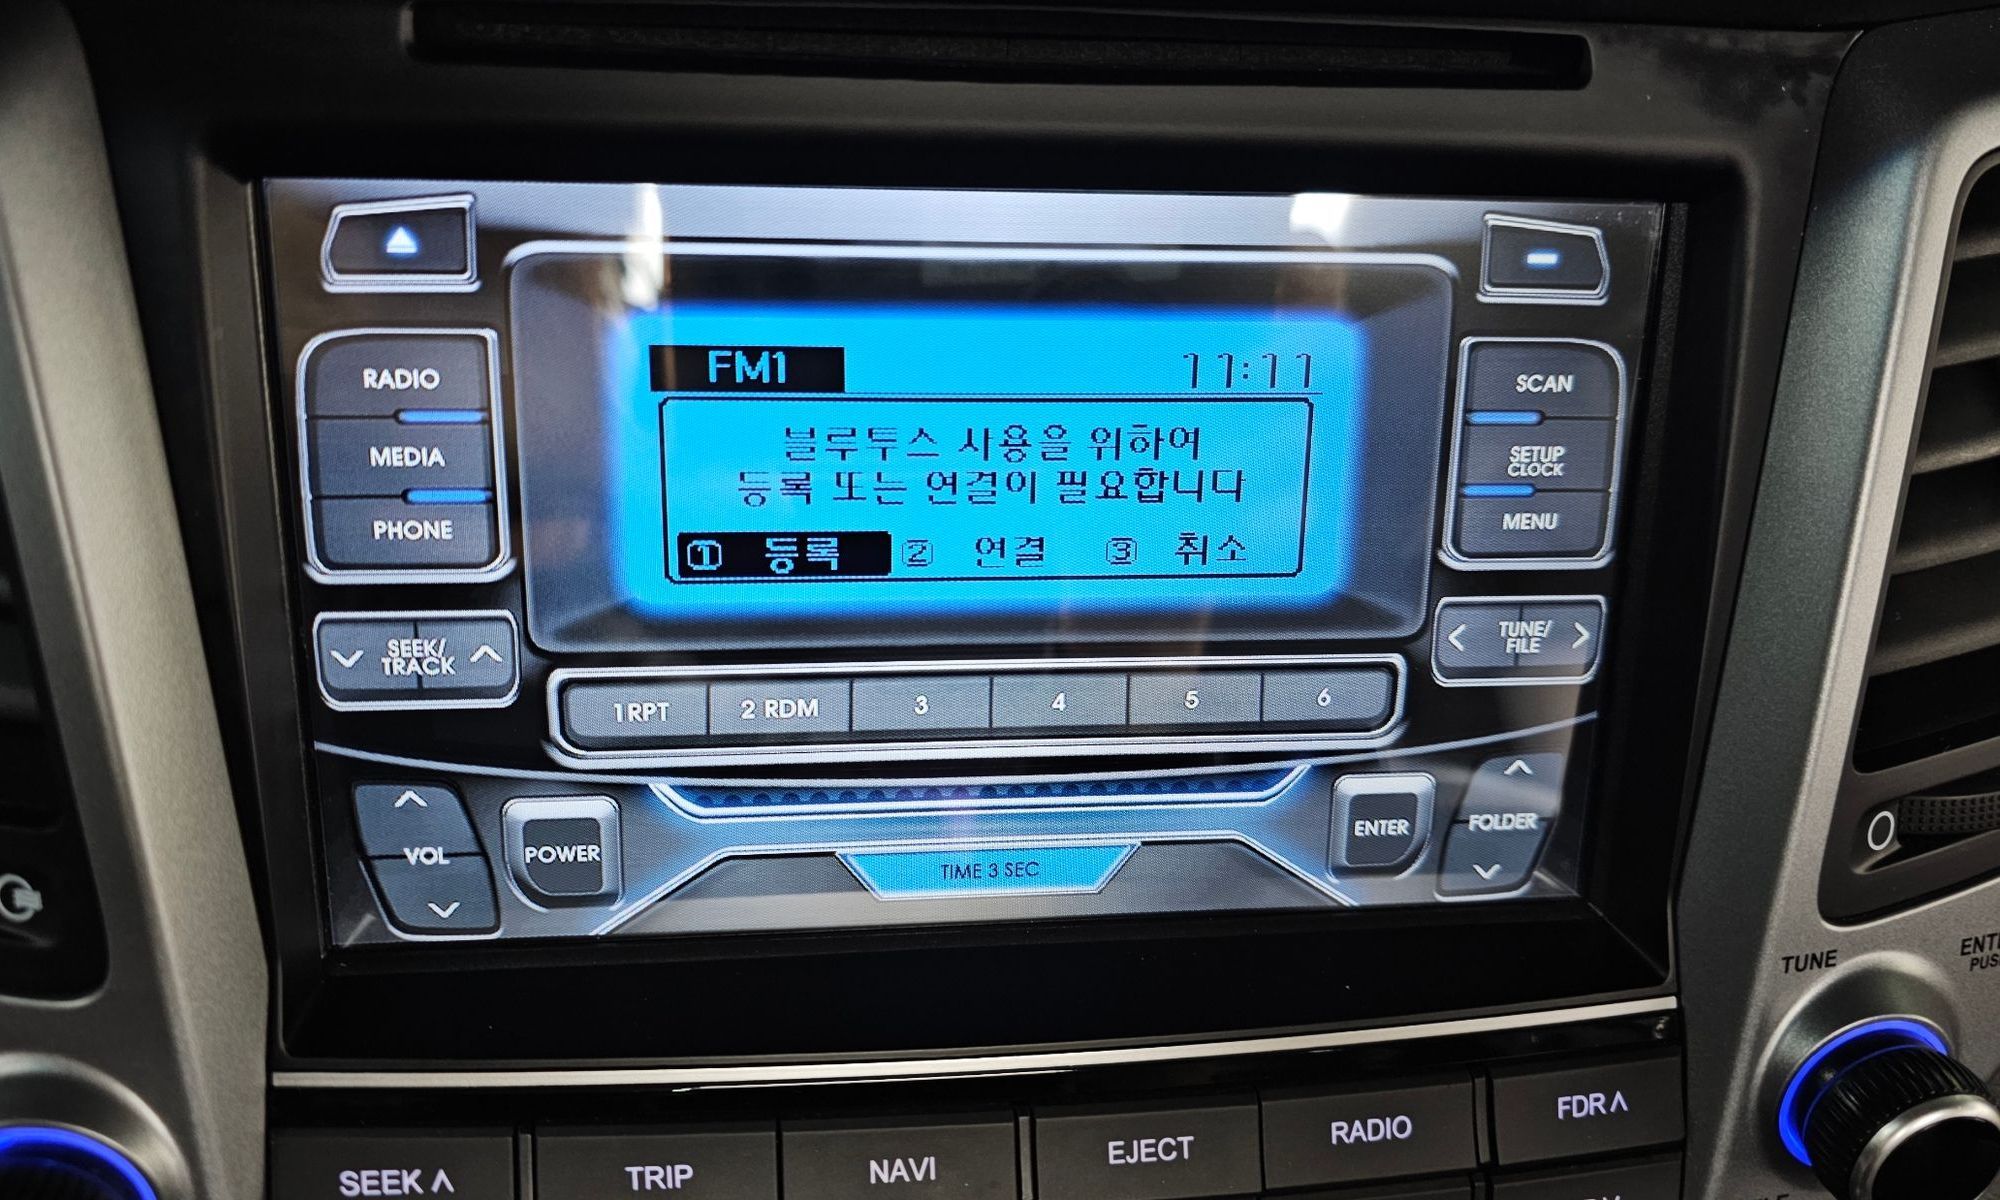 FM1 11:11
RADIO
MEDIA
PHONE
블루투스 사용을 위하여
등록 또는 연결이 필요합니다
1 등록 2 연결 3 취소
SCAN
SETUP
CLOCK
MENU
SEEK/
TRACK
TUNE/
FILE
1 RPT 2 RDM 3 4 5 6
VOL
POWER
TIME 3 SEC
ENTER
FOLDER
TUNE
SEEK ∧ TRIP NAVI EJECT RADIO FDR ∧